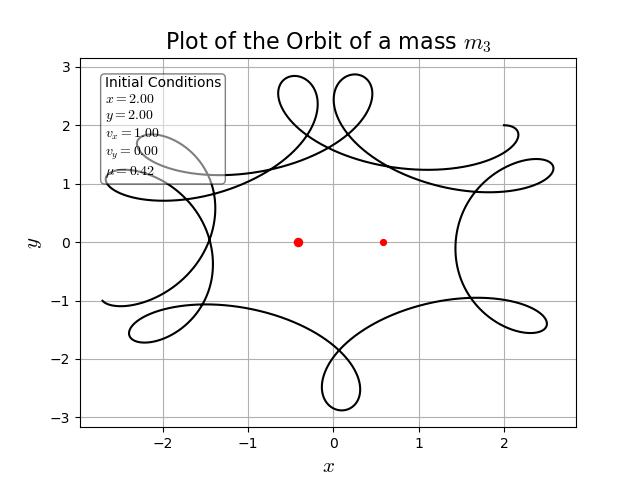 Plot of the Orbit of a mass m₃
Initial Conditions
x = 2.00
y = 2.00
vₓ = 1.00
v_y = 0.00
μ = 0.42
3
2
1
0
−1
−2
−3
y
−2
−1
0
1
2
x